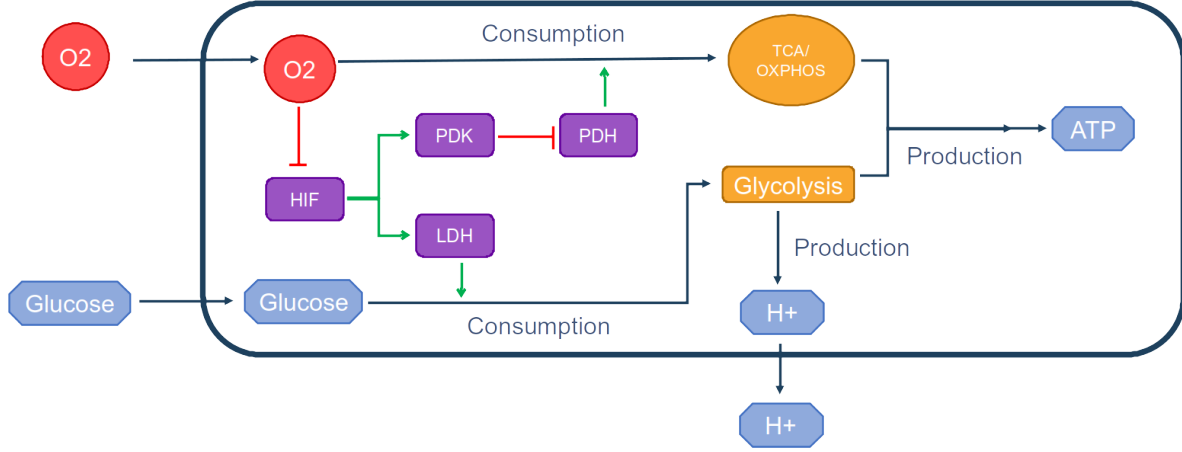 Consumption
O2
O2
TCA/
OXPHOS
PDK
PDH
ATP
Production
HIF
Glycolysis
LDH
Production
Glucose
Glucose
Consumption
H+
H+